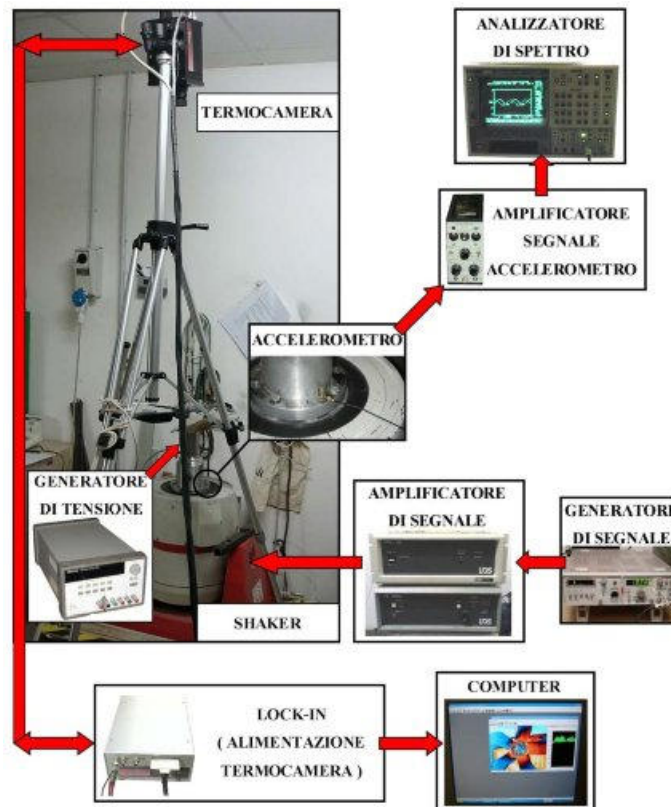 ANALIZZATORE
DI SPETTRO
TERMOCAMERA
AMPLIFICATORE
SEGNALE
ACCELEROMETRO
ACCELEROMETRO
GENERATORE
DI TENSIONE
AMPLIFICATORE
DI SEGNALE
GENERATORE
DI SEGNALE
SHAKER
LOCK-IN
( ALIMENTAZIONE
TERMOCAMERA )
COMPUTER